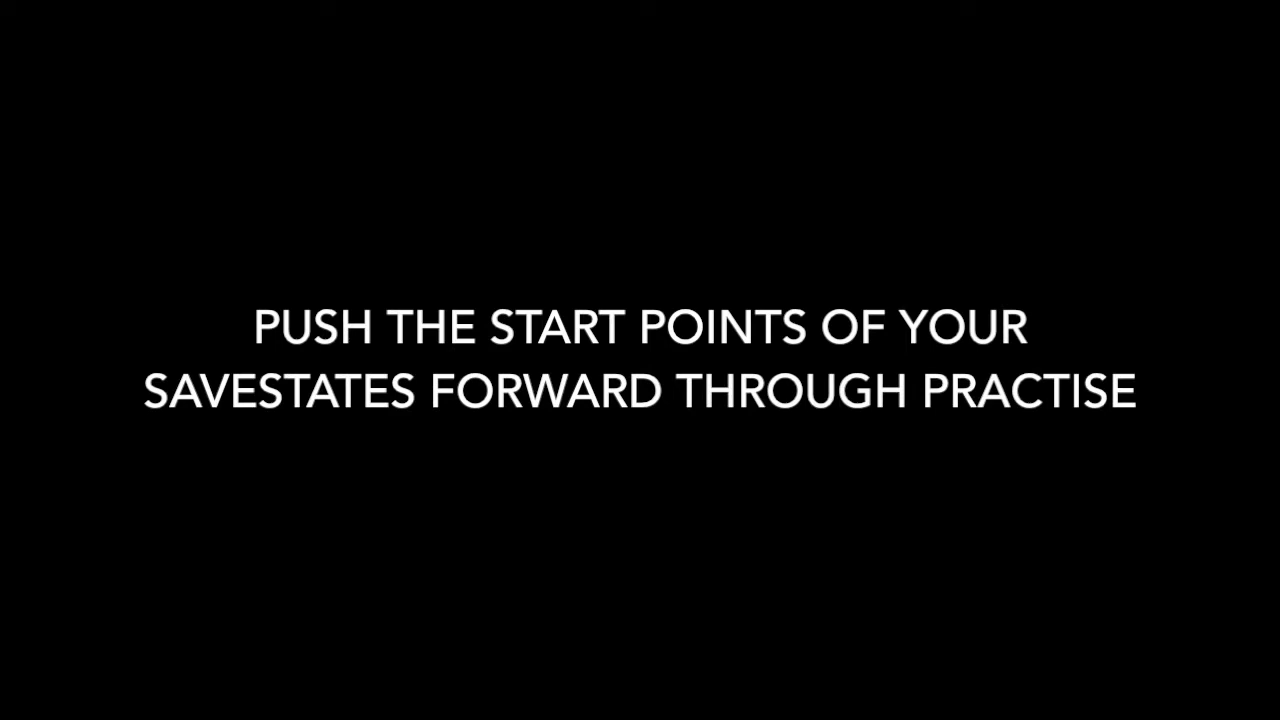 PUSH THE START POINTS OF YOUR
SAVESTATES FORWARD THROUGH PRACTISE